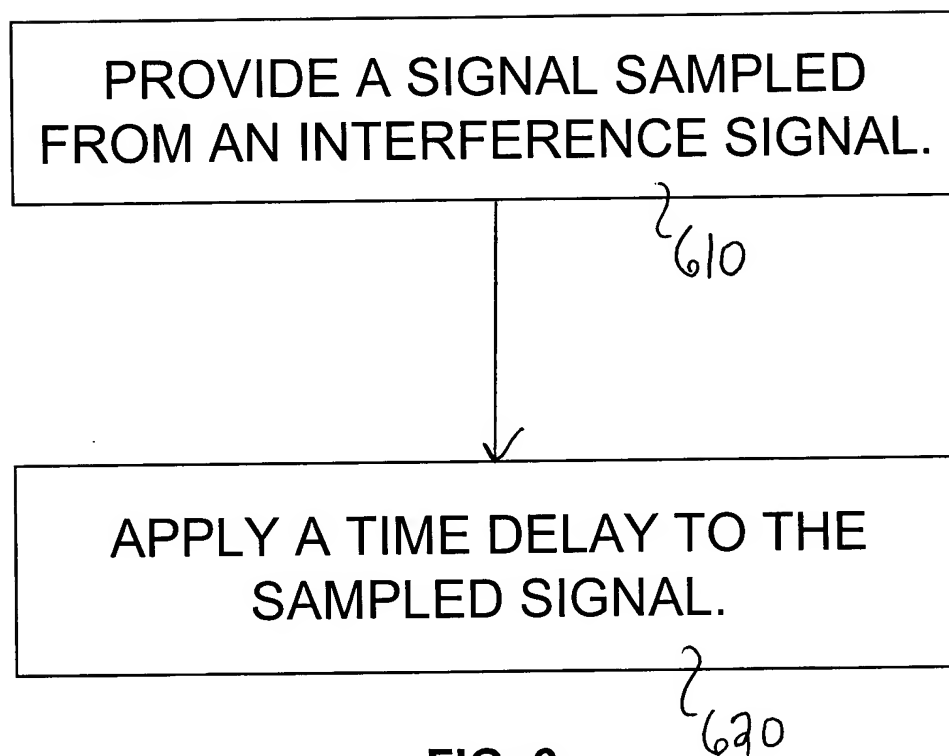 PROVIDE A SIGNAL SAMPLED
FROM AN INTERFERENCE SIGNAL.
610
APPLY A TIME DELAY TO THE
SAMPLED SIGNAL.
620